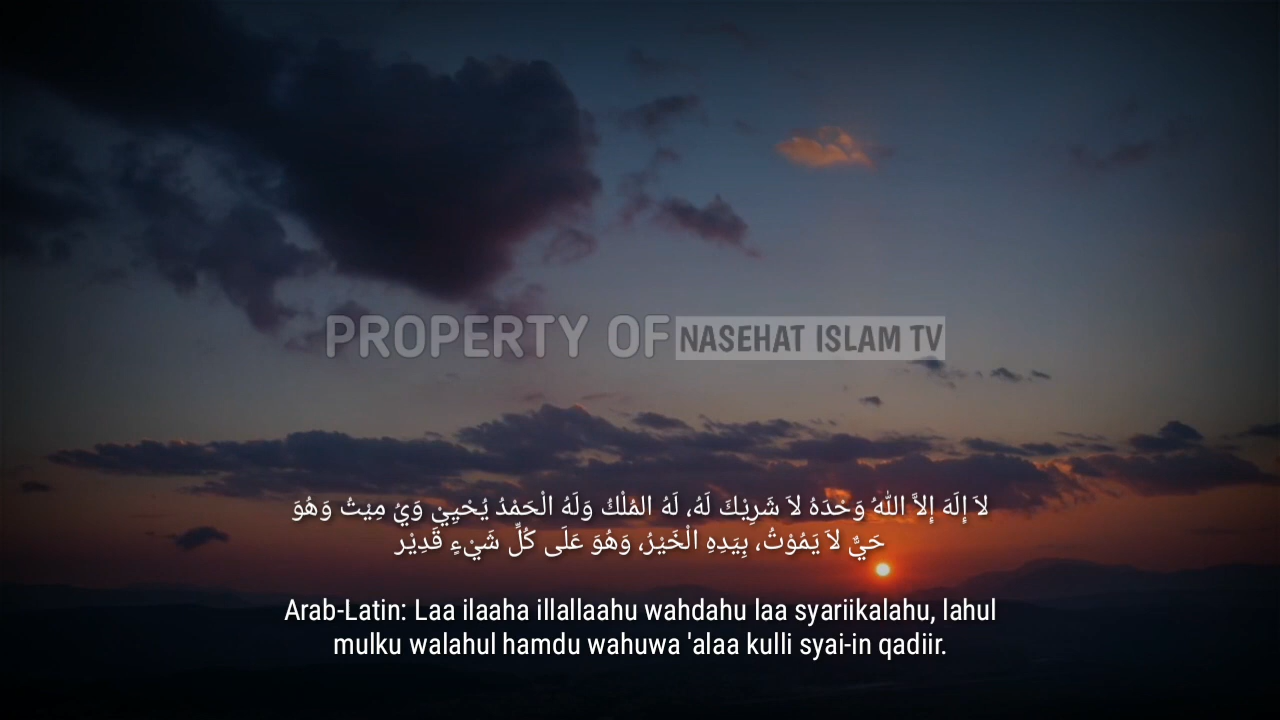 PROPERTY OF NASEHAT ISLAM TV
لاَ إِلَهَ إِلاَّ اللهُ وَحْدَهُ لاَ شَرِيْكَ لَهُ، لَهُ المُلْكُ وَلَهُ الْحَمْدُ يُحْيِيْ وَيُ مِيْتُ وَهُوَ
حَيٌّ لاَ يَمُوْتُ، بِيَدِهِ الْخَيْرُ، وَهُوَ عَلَى كُلِّ شَيْءٍ قَدِيْر
Arab-Latin: Laa ilaaha illallaahu wahdahu laa syariikalahu, lahul
mulku walahul hamdu wahuwa 'alaa kulli syai-in qadiir.